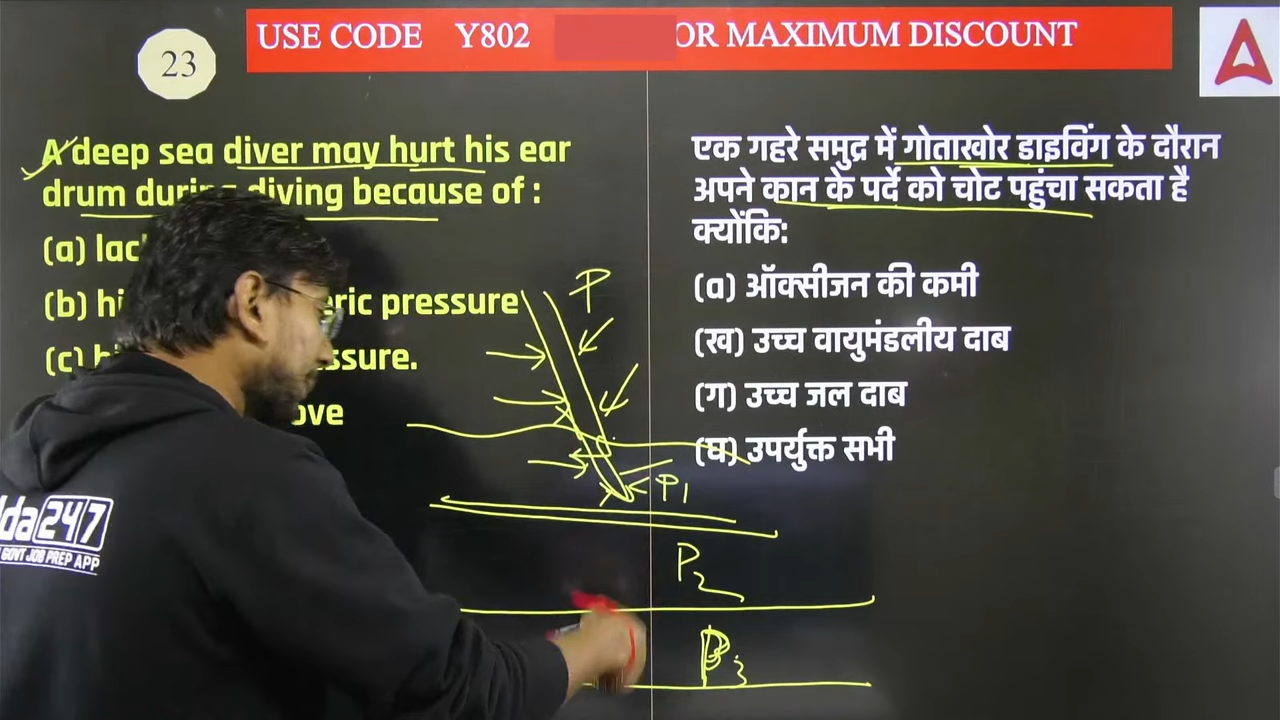 USE CODE Y802 OR MAXIMUM DISCOUNT
23
A deep sea diver may hurt his ear
drum during diving because of :
(a) lac
(b) hi eric pressure
(c) hi ssure.
ove
एक गहरे समुद्र में गोताखोर डाइविंग के दौरान
अपने कान के पर्दे को चोट पहुंचा सकता है
क्योंकि:
(a) ऑक्सीजन की कमी
(ख) उच्च वायुमंडलीय दाब
(ग) उच्च जल दाब
(घ) उपर्युक्त सभी
P
P1
P2
P3
da247
GOVT JOB PREP APP